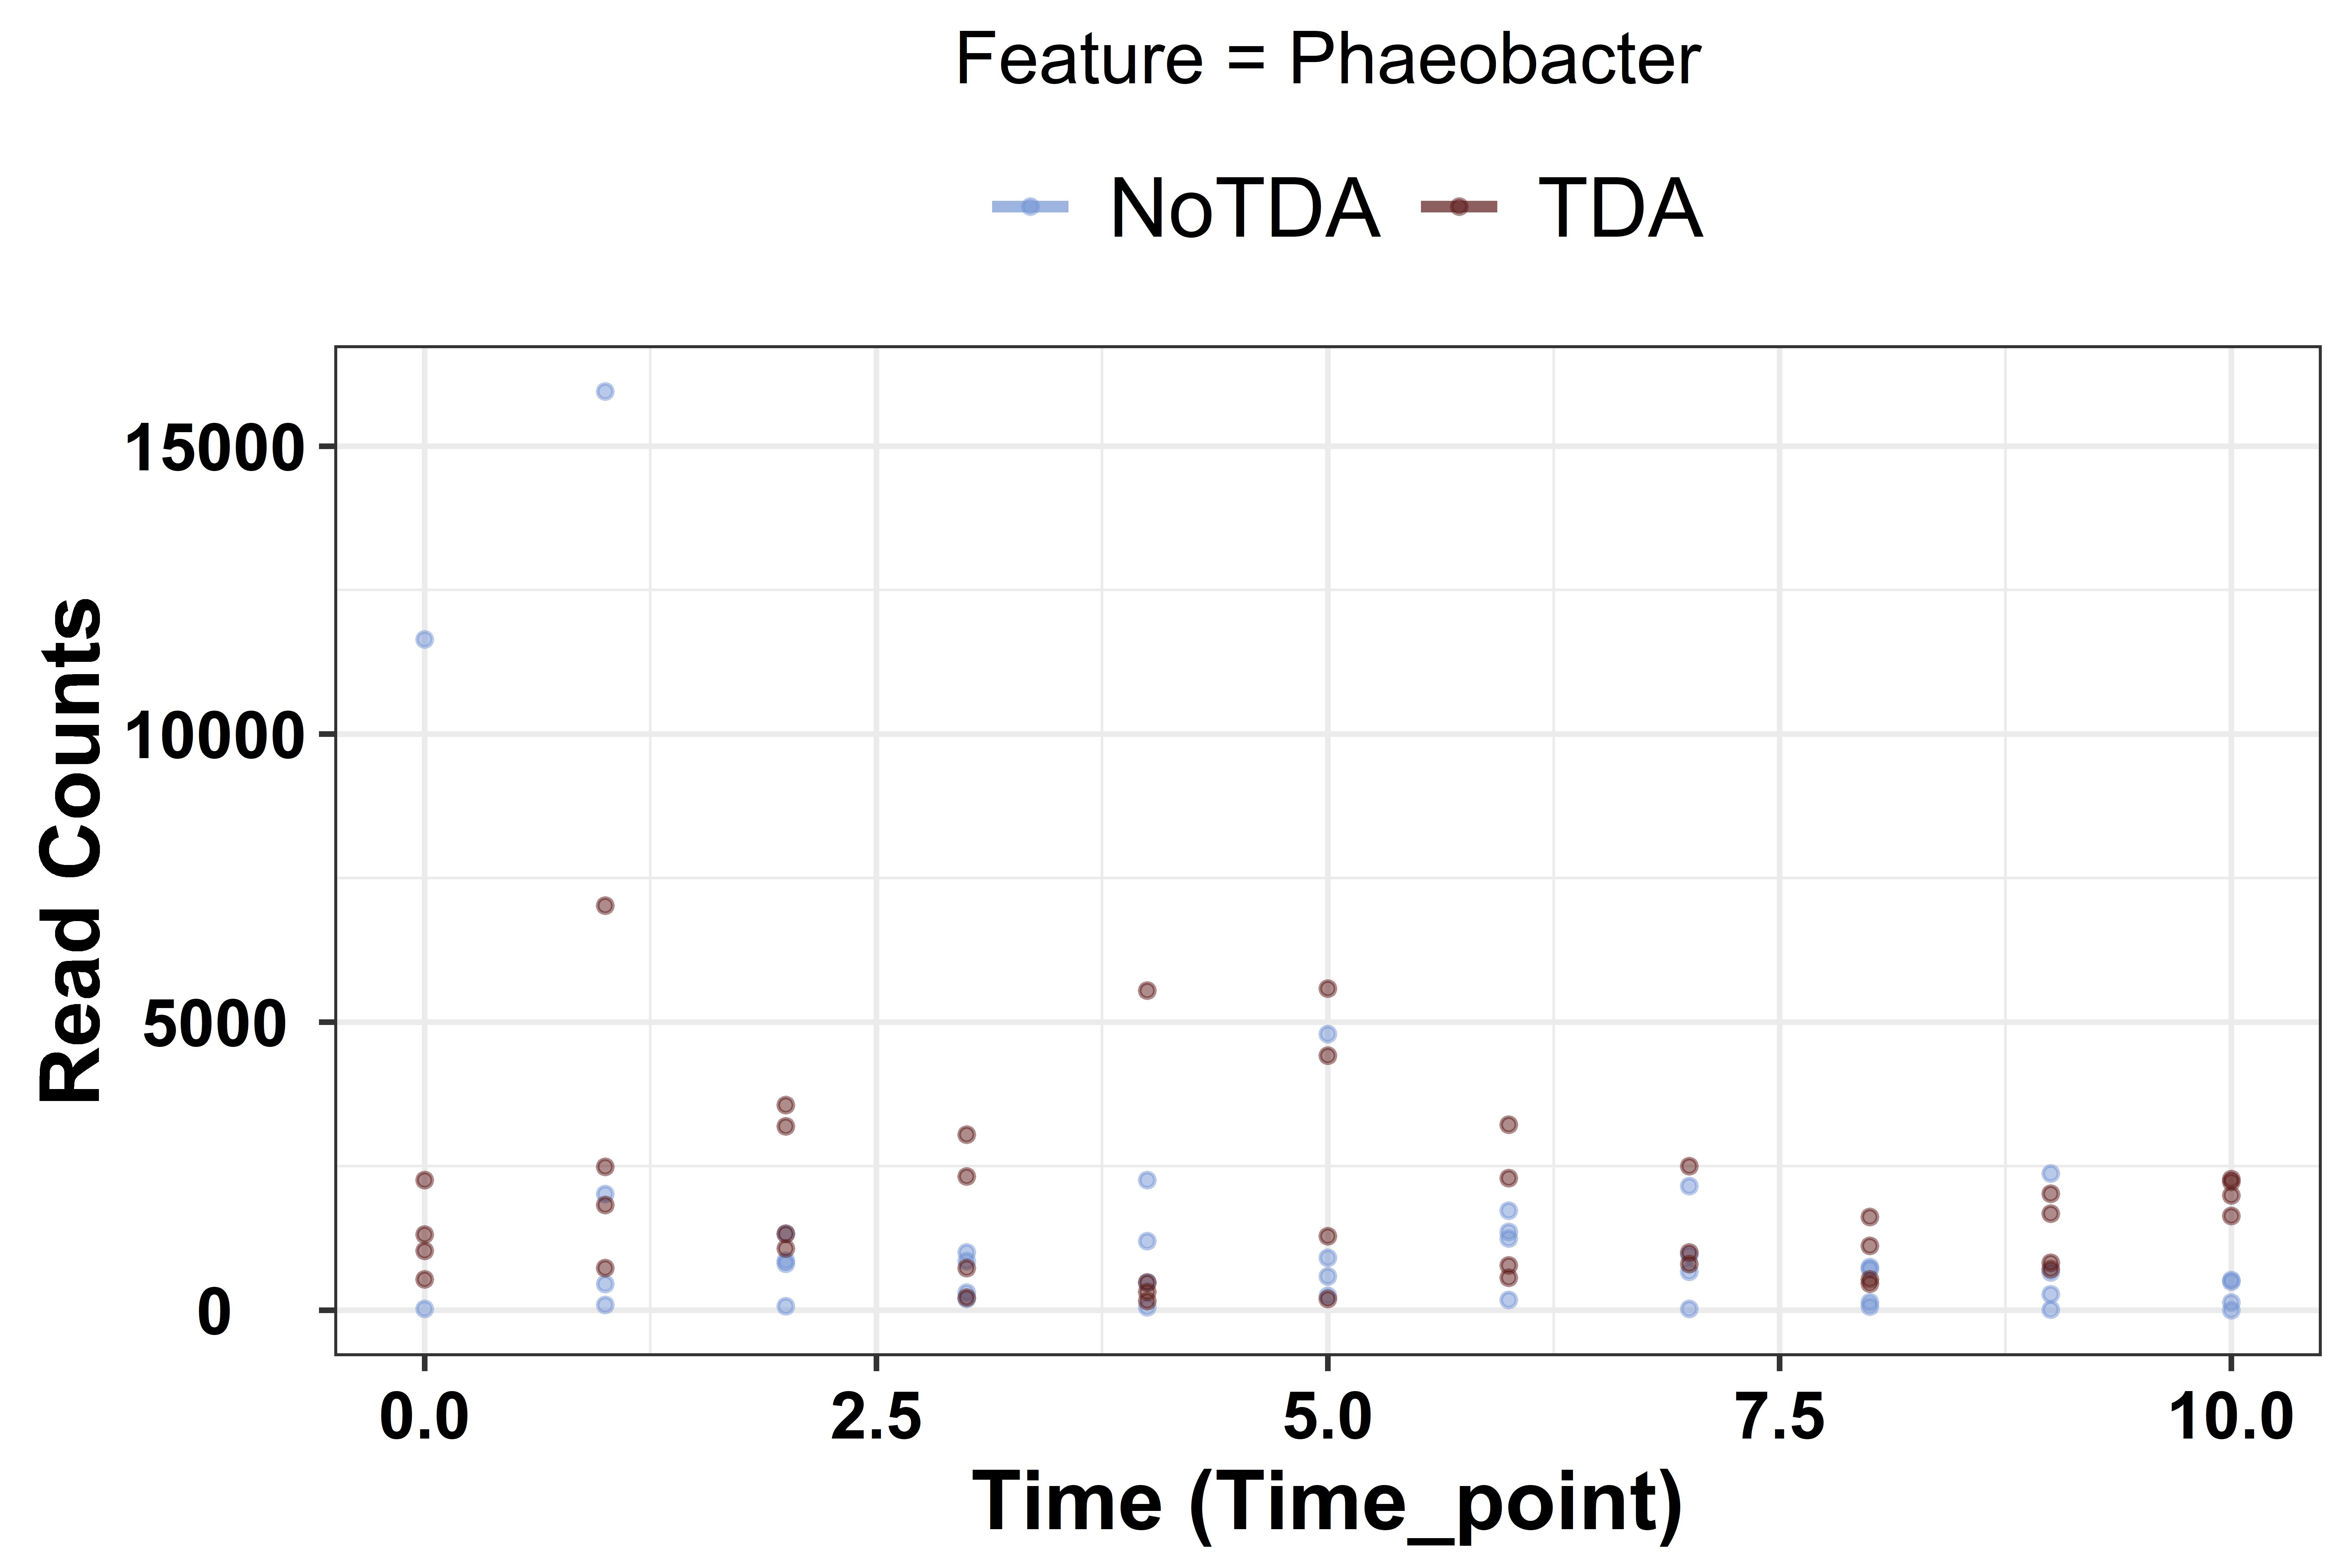 Feature = Phaeobacter
NoTDA TDA
Read Counts
15000
10000
5000
0
0.0 2.5 5.0 7.5 10.0
Time (Time_point)